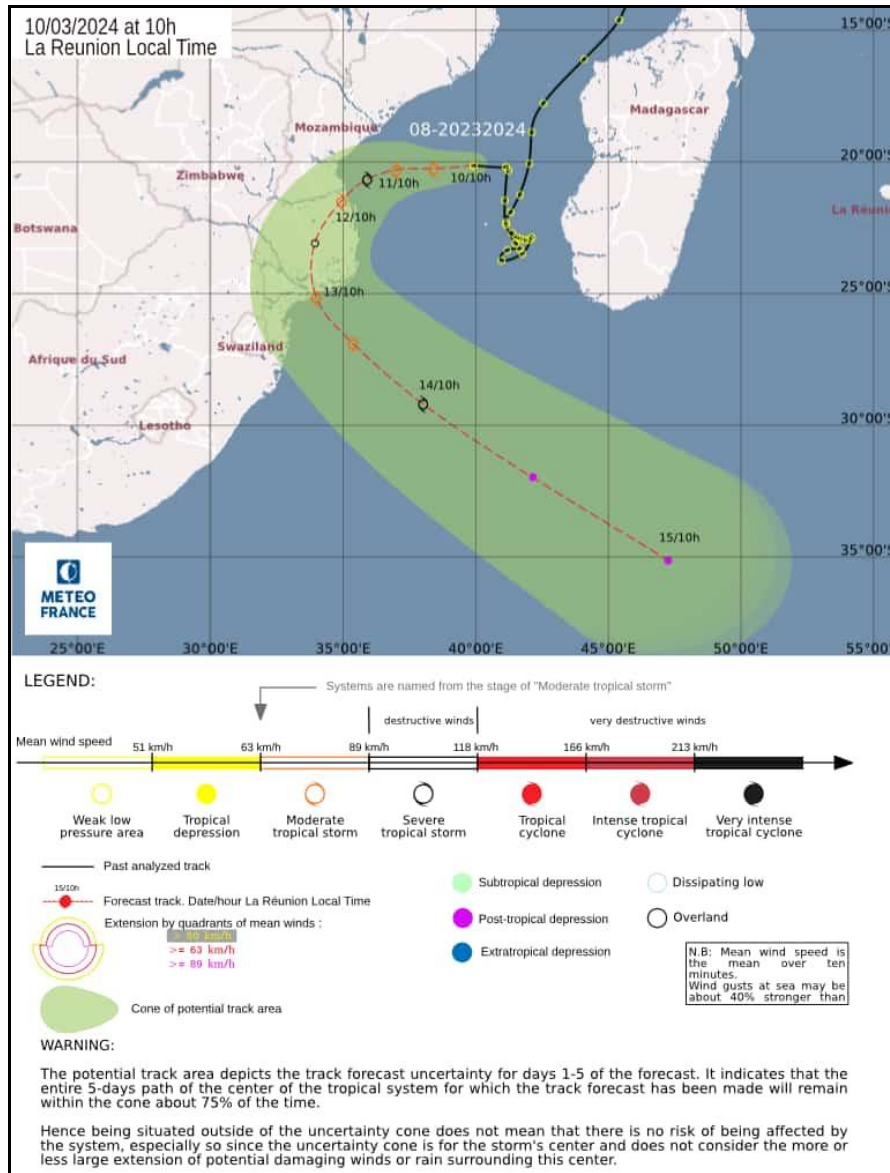 10/03/2024 at 10h
La Reunion Local Time
15°00'S
Madagascar
Mozambique
08-20232024
20°00'S
Zimbabwe
11/10h
10/10h
12/10h
La Réuni
Botswana
25°00'S
13/10h
Swaziland
Afrique du Sud
14/10h
Lesotho
30°00'S
15/10h
35°00'S
METEO
FRANCE
25°00'E
30°00'E
35°00'E
40°00'E
45°00'E
50°00'E
55°00'
LEGEND:
Systems are named from the stage of "Moderate tropical storm"
destructive winds
very destructive winds
Mean wind speed
51 km/h
63 km/h
89 km/h
118 km/h
166 km/h
213 km/h
Weak low
pressure area
Tropical
depression
Moderate
tropical storm
Severe
tropical storm
Tropical
cyclone
Intense tropical
cyclone
Very intense
tropical cyclone
Past analyzed track
15/10h
Forecast track. Date/hour La Réunion Local Time
Extension by quadrants of mean winds :
>= 63 km/h
>= 89 km/h
Cone of potential track area
Subtropical depression
Dissipating low
Post-tropical depression
Overland
Extratropical depression
N.B: Mean wind speed is
the mean over ten
minutes.
Wind gusts at sea may be
about 40% stronger than
WARNING:
The potential track area depicts the track forecast uncertainty for days 1-5 of the forecast. It indicates that the
entire 5-days path of the center of the tropical system for which the track forecast has been made will remain
within the cone about 75% of the time.
Hence being situated outside of the uncertainty cone does not mean that there is no risk of being affected by
the system, especially so since the uncertainty cone is for the storm's center and does not consider the more or
less large extension of potential damaging winds or rain surrounding this center.